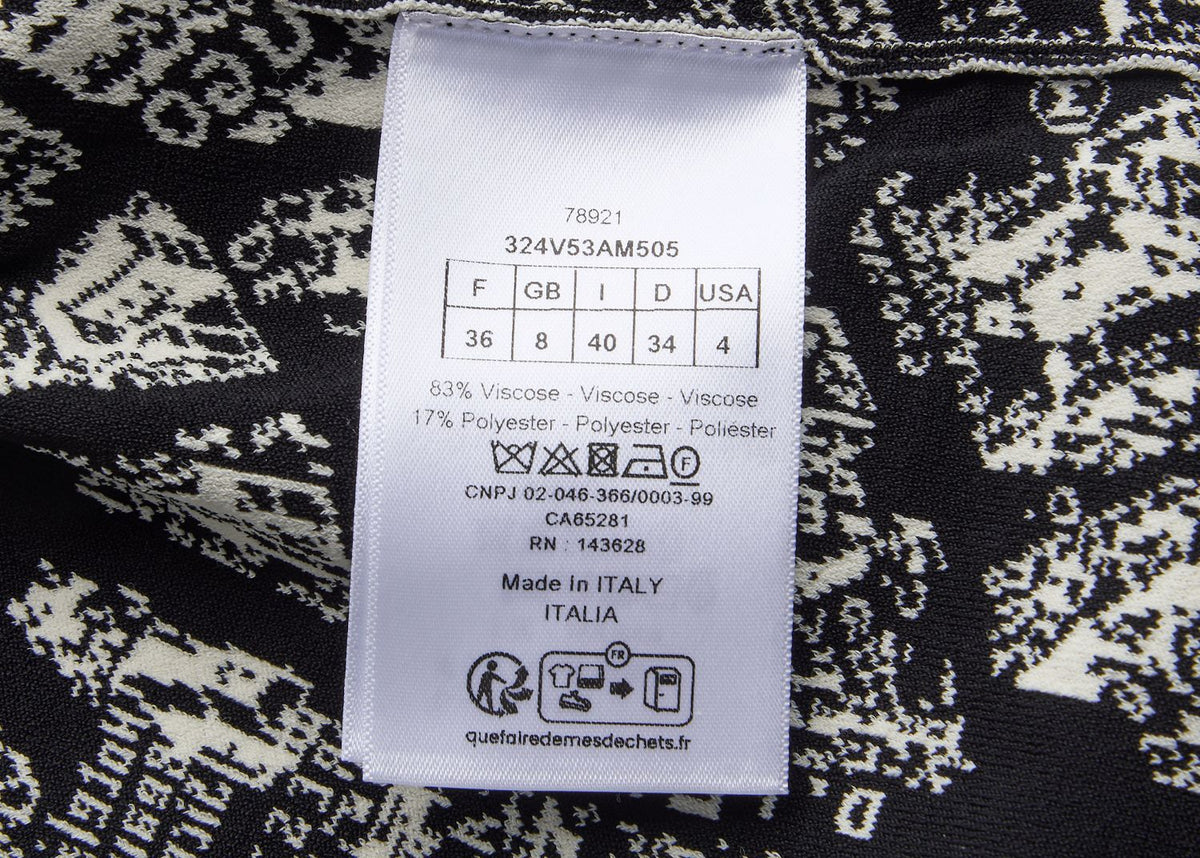 78921
324V53AM505
F GB I D USA
36 8 40 34 4
83% Viscose - Viscose - Viscose
17% Polyester - Polyester - Poliester
F
CNPJ 02-046-366/0003-99
CA65281
RN : 143628
Made In ITALY
ITALIA
FR
quefairedemesdechets.fr